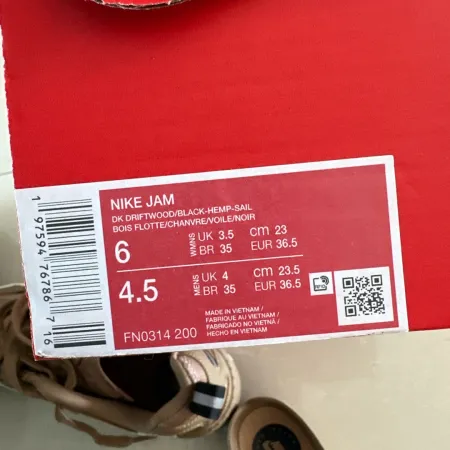 NIKE JAM
DK DRIFTWOOD/BLACK-HEMP-SAIL
BOIS FLOTTE/CHANVRE/VOILE/NOIR
6 WMNS UK 3.5 CM 23
BR 35 EUR 36.5
4.5 MENS UK 4 CM 23.5
BR 35 EUR 36.5
FN0314 200
MADE IN VIETNAM /
FABRIQUE AU VIETNAM /
FABRICADO NO VIETNÃ /
HECHO EN VIETNAM
1 97594 76786 7 16